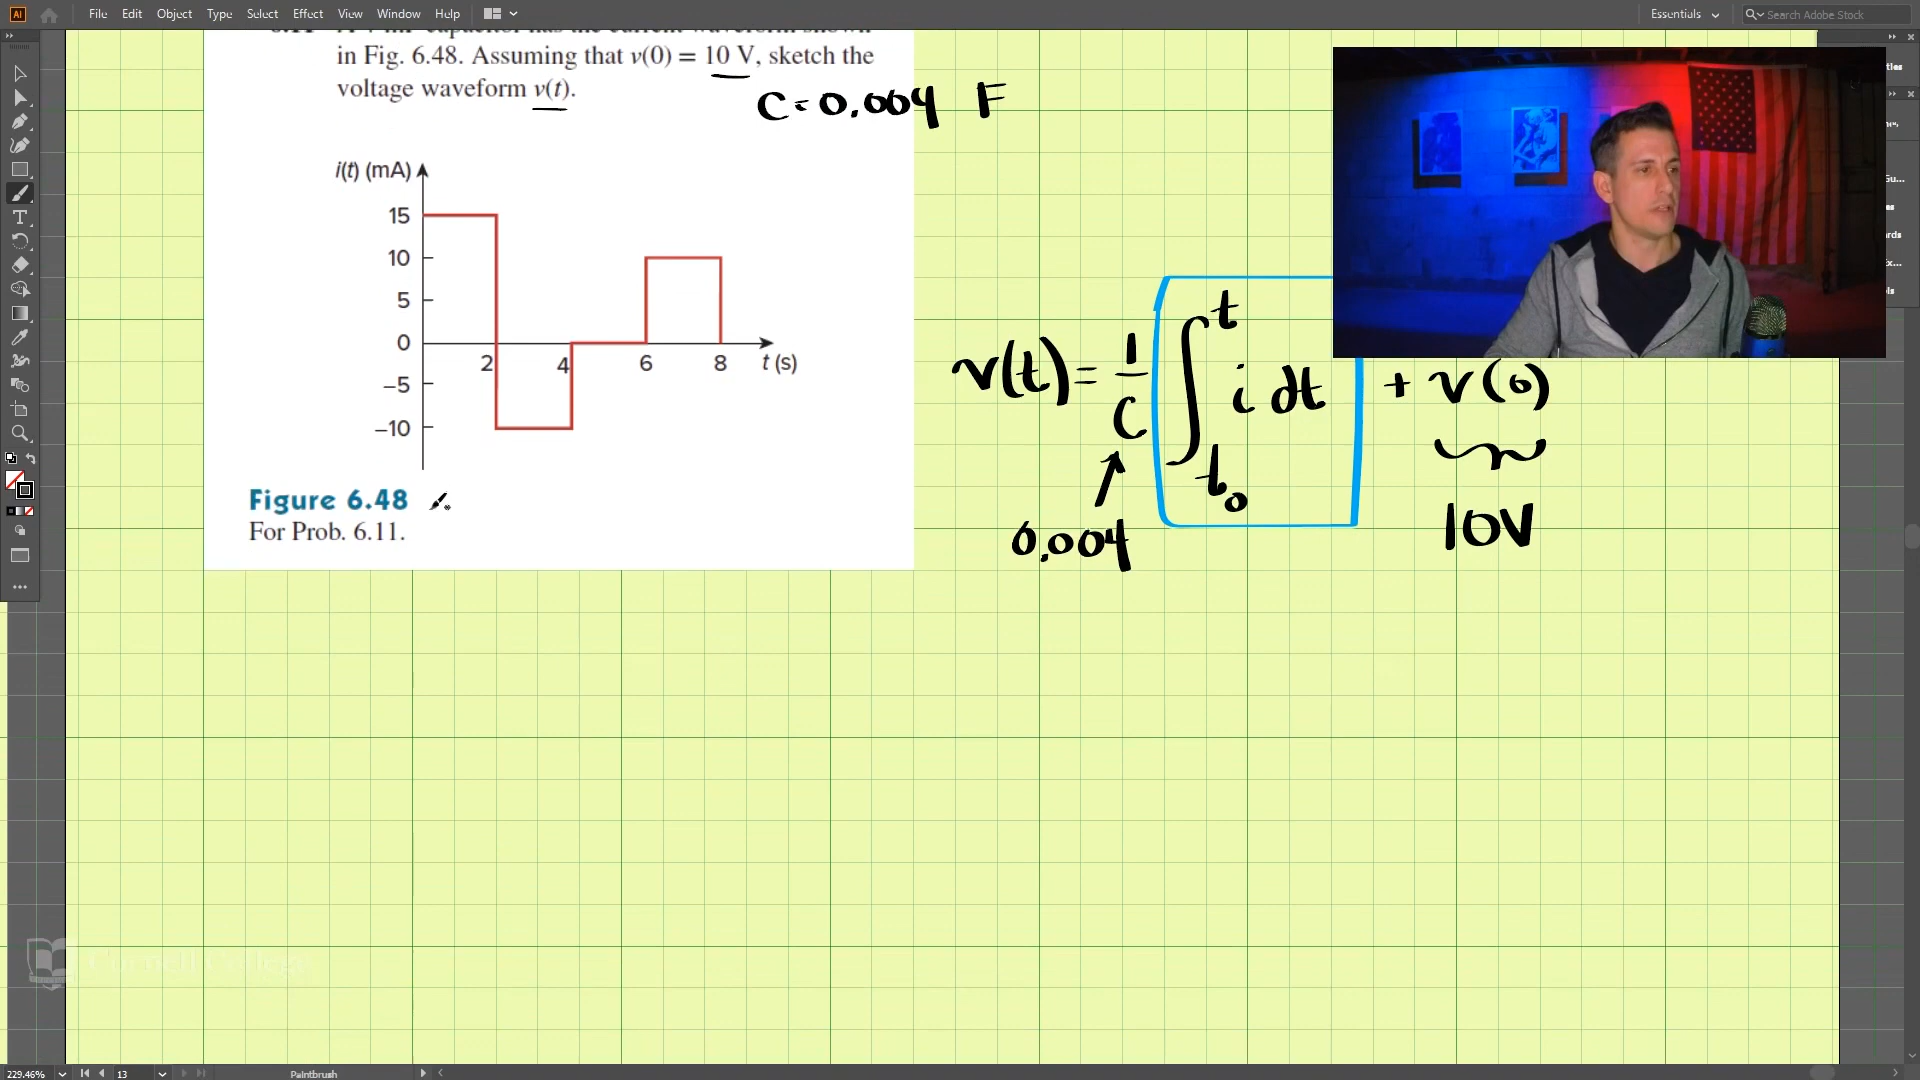 File Edit Object Type Select Effect View Window Help
Essentials
Search Adobe Stock
in Fig. 6.48. Assuming that v(0) = 10 V, sketch the
voltage waveform v(t).
C = 0.004 F
i(t) (mA)
15
10
5
0
−5
−10
2 4 6 8 t (s)
Figure 6.48
For Prob. 6.11.
v(t) = 1/C ∫ t t₀ i dt + v(0)
0.004
10V
Cornell College
229.46% 13 Paintbrush